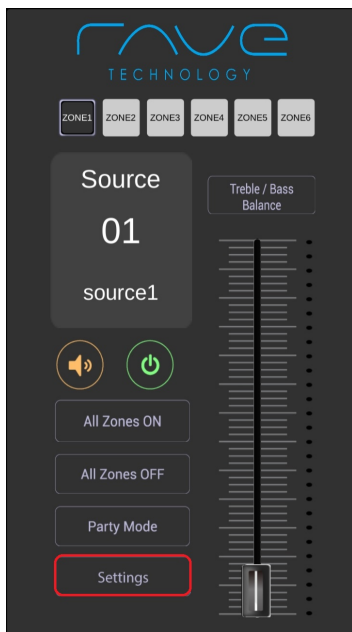 rave
TECHNOLOGY
ZONE1 ZONE2 ZONE3 ZONE4 ZONE5 ZONE6
Source
01
source1
Treble / Bass
Balance
All Zones ON
All Zones OFF
Party Mode
Settings